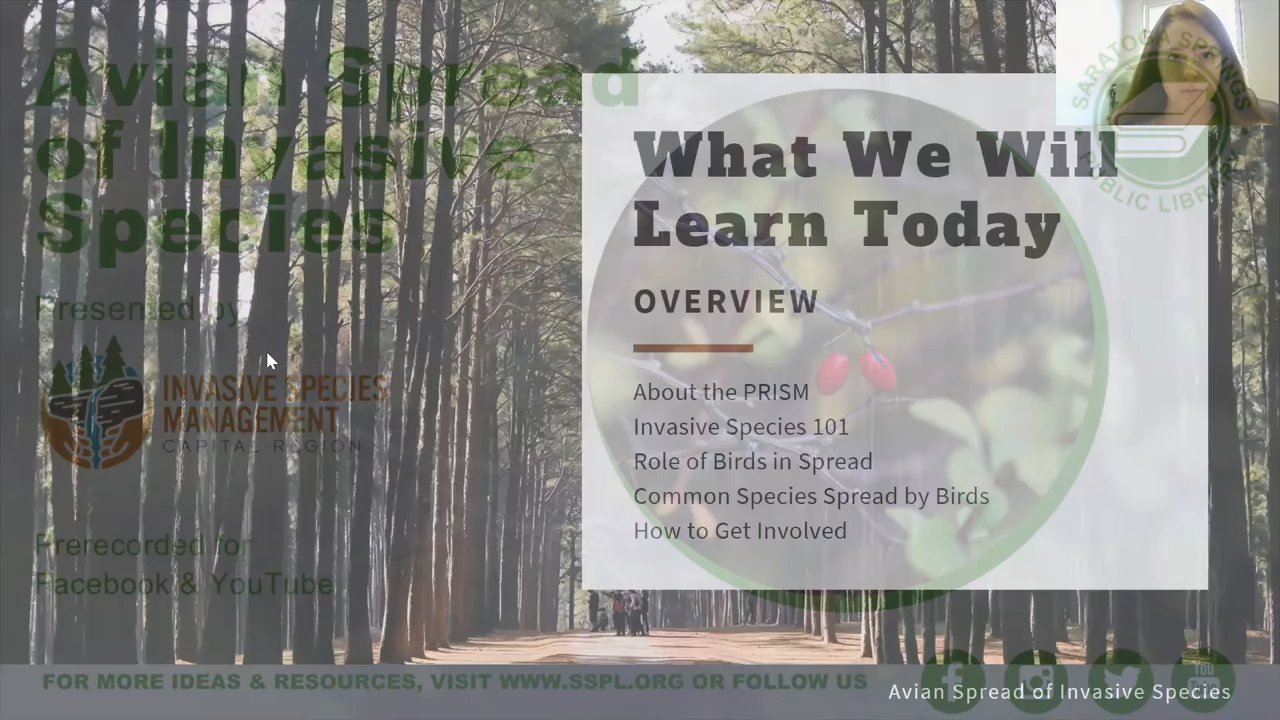 Avian Spread
of Invasive
Species
Presented by
INVASIVE SPECIES
MANAGEMENT
CAPITAL REGION
Prerecorded for
Facebook & YouTube
SARATOGA SPRINGS
PUBLIC LIBRARY
What We Will
Learn Today
OVERVIEW
About the PRISM
Invasive Species 101
Role of Birds in Spread
Common Species Spread by Birds
How to Get Involved
FOR MORE IDEAS & RESOURCES, VISIT WWW.SSPL.ORG OR FOLLOW US
You
Tube
Avian Spread of Invasive Species